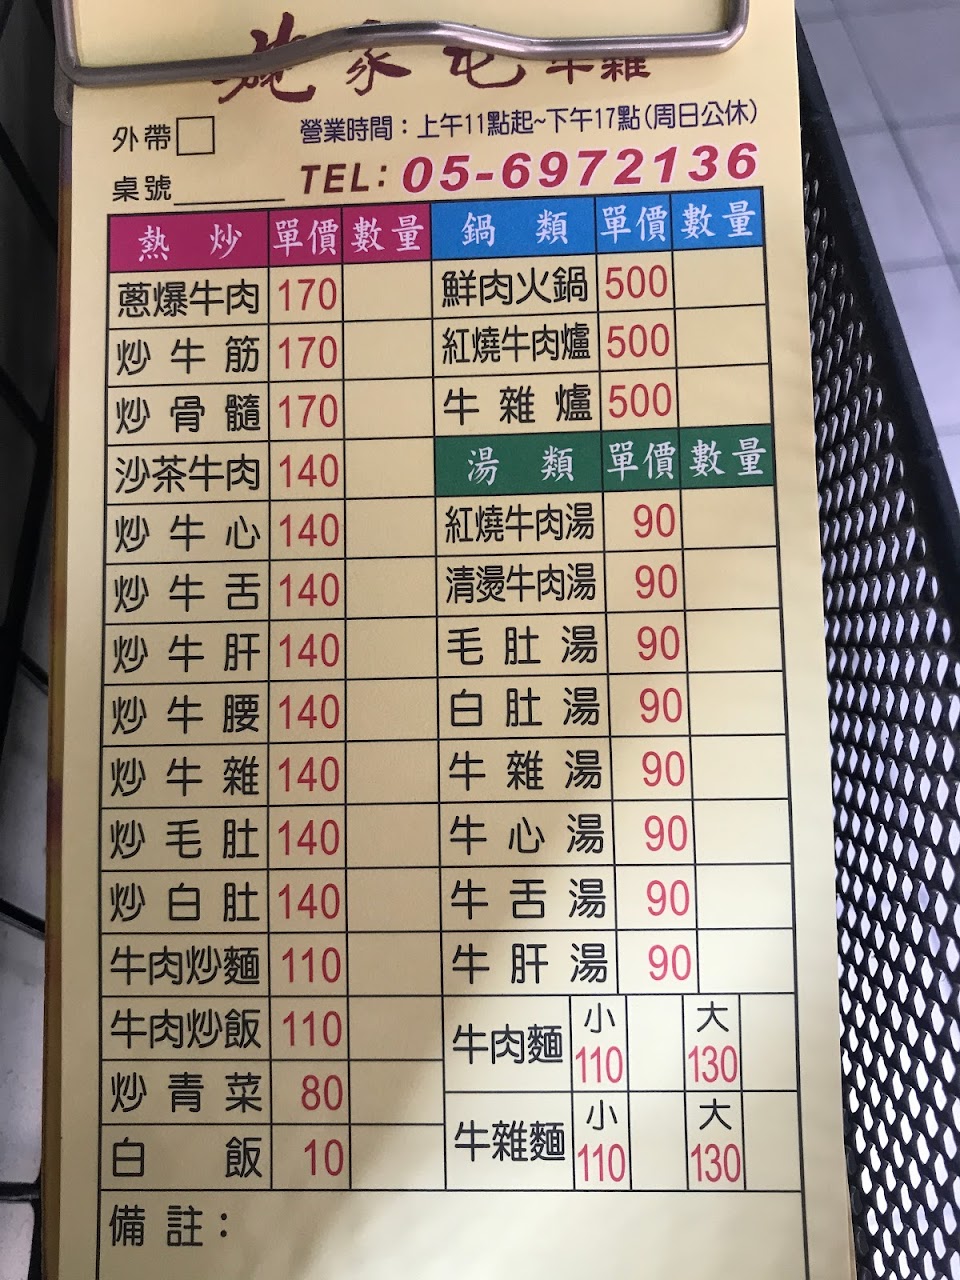 施家屯牛雜
外帶
營業時間：上午11點起~下午17點(周日公休)
桌號
TEL: 05-6972136
熱炒 單價 數量
蔥爆牛肉 170
炒牛筋 170
炒骨髓 170
沙茶牛肉 140
炒牛心 140
炒牛舌 140
炒牛肝 140
炒牛腰 140
炒牛雜 140
炒毛肚 140
炒白肚 140
牛肉炒麵 110
牛肉炒飯 110
炒青菜 80
白飯 10
鍋類 單價 數量
鮮肉火鍋 500
紅燒牛肉爐 500
牛雜爐 500
湯類 單價 數量
紅燒牛肉湯 90
清燙牛肉湯 90
毛肚湯 90
白肚湯 90
牛雜湯 90
牛心湯 90
牛舌湯 90
牛肝湯 90
牛肉麵 小 110 大 130
牛雜麵 小 110 大 130
備註：